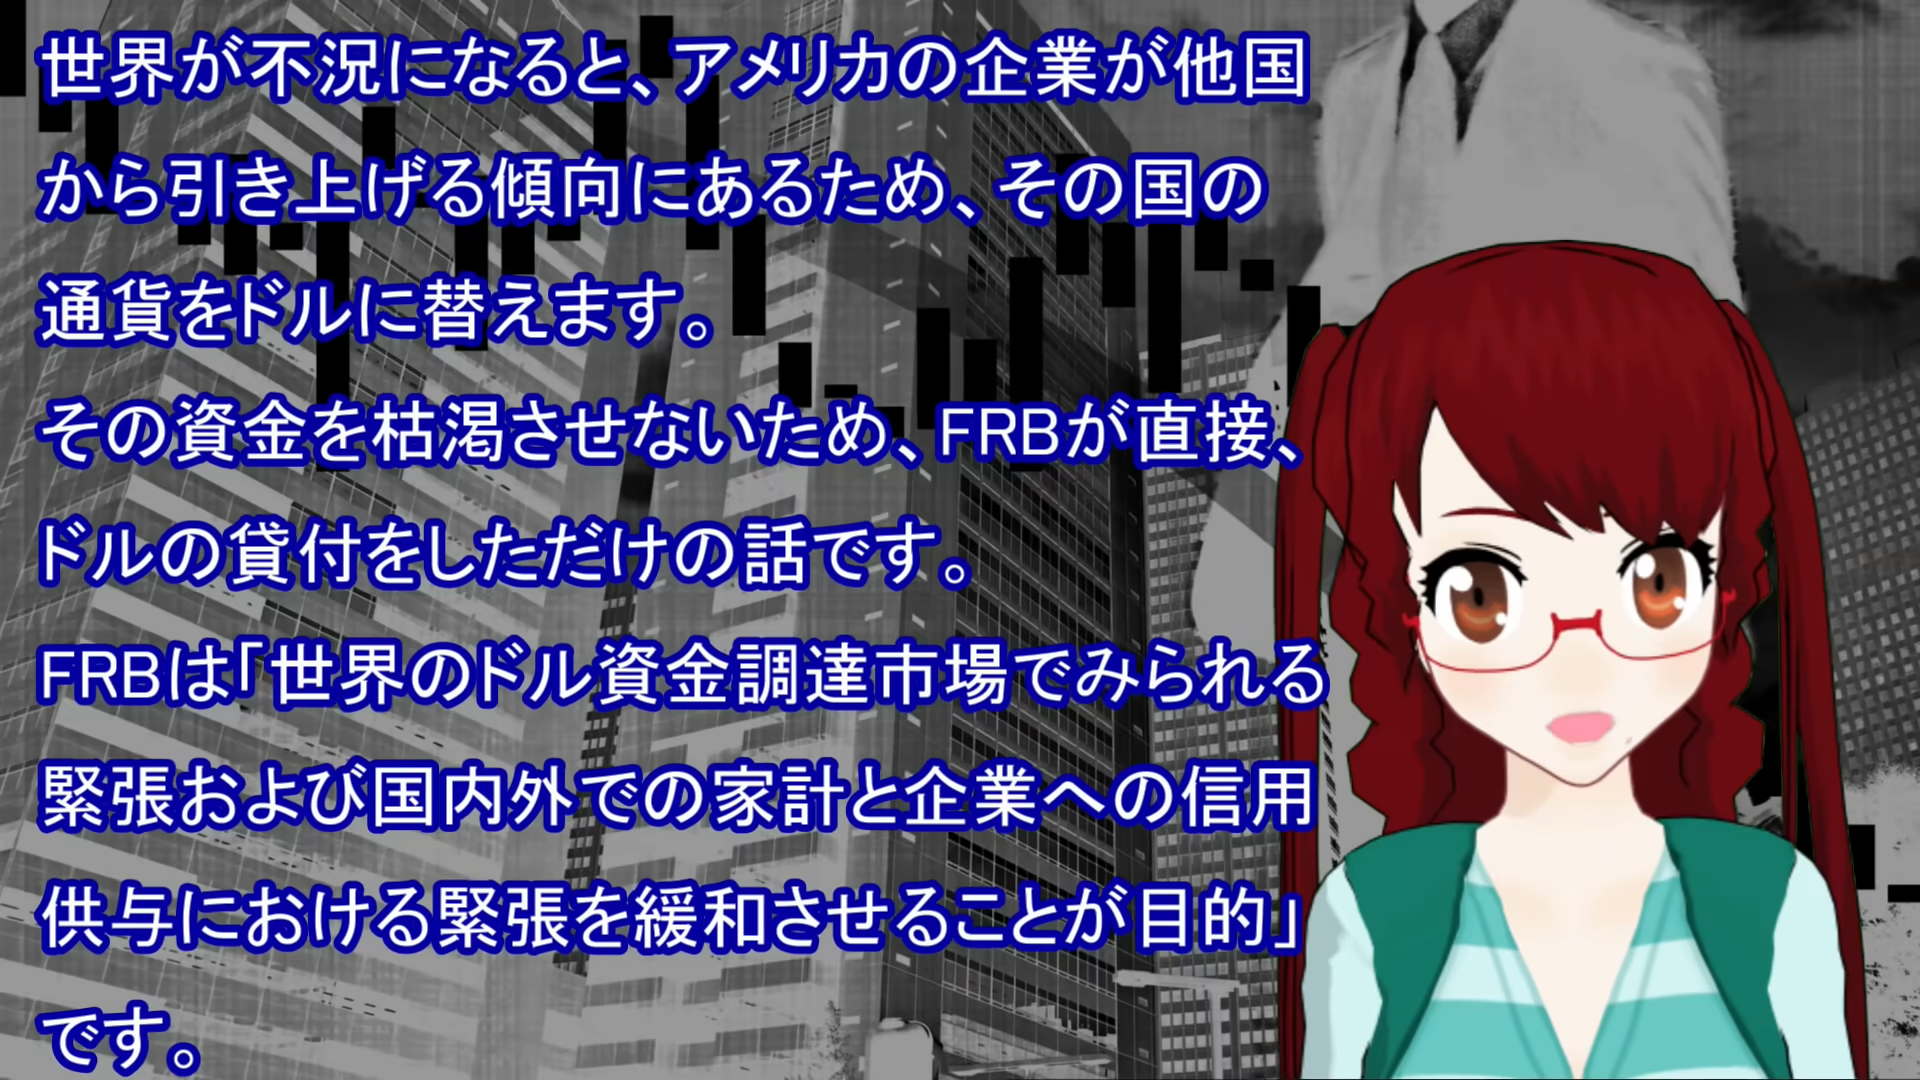 世界が不況になると、アメリカの企業が他国
から引き上げる傾向にあるため、その国の
通貨をドルに替えます。
その資金を枯渇させないため、FRBが直接、
ドルの貸付をしただけの話です。
FRBは「世界のドル資金調達市場でみられる
緊張および国内外での家計と企業への信用
供与における緊張を緩和させることが目的」
です。